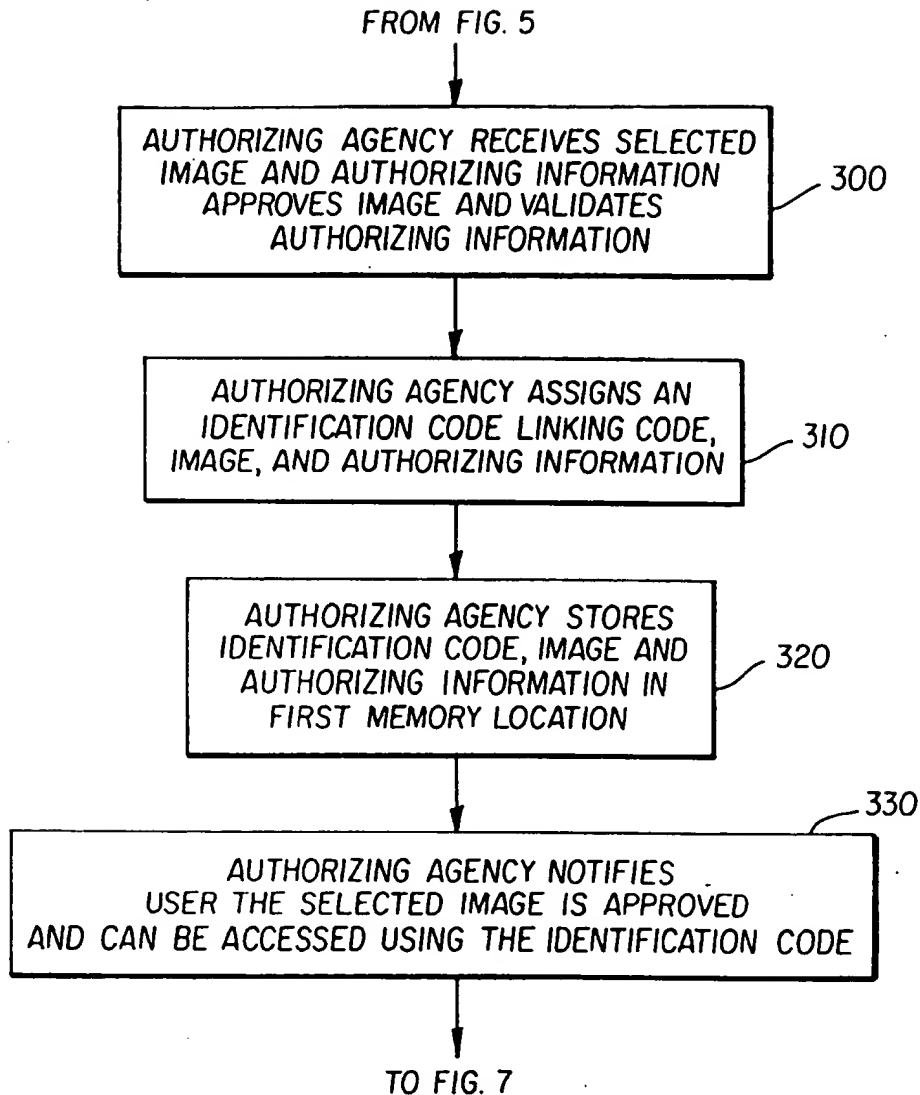 FROM FIG. 5
AUTHORIZING AGENCY RECEIVES SELECTED
IMAGE AND AUTHORIZING INFORMATION
APPROVES IMAGE AND VALIDATES
AUTHORIZING INFORMATION
300
AUTHORIZING AGENCY ASSIGNS AN
IDENTIFICATION CODE LINKING CODE,
IMAGE, AND AUTHORIZING INFORMATION
310
AUTHORIZING AGENCY STORES
IDENTIFICATION CODE, IMAGE AND
AUTHORIZING INFORMATION IN
FIRST MEMORY LOCATION
320
330
AUTHORIZING AGENCY NOTIFIES
USER THE SELECTED IMAGE IS APPROVED
AND CAN BE ACCESSED USING THE IDENTIFICATION CODE
TO FIG. 7